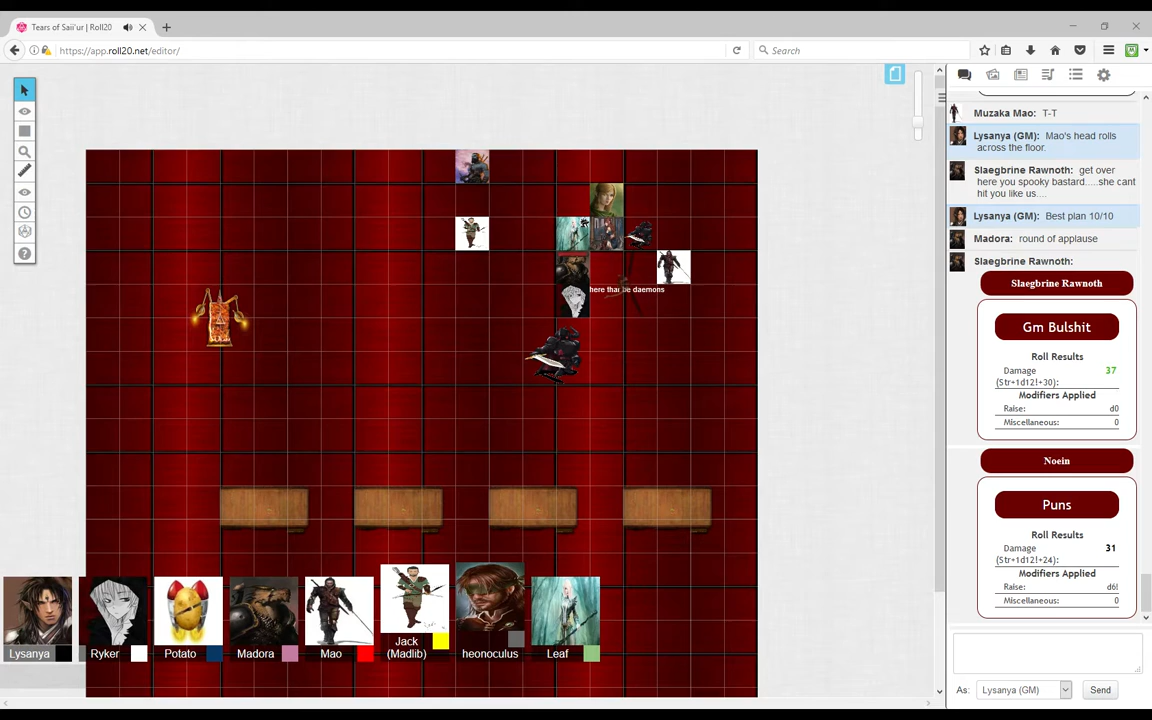 Tears of Saii'ur | Roll20
https://app.roll20.net/editor/
Search
Muzaka Mao: T-T
Lysanya (GM): Mao's head rolls
across the floor.
Slaegbrine Rawnoth: get over
here you spooky bastard.....she cant
hit you like us....
Lysanya (GM): Best plan 10/10
Madora: round of applause
Slaegbrine Rawnoth:
Slaegbrine Rawnoth
Gm Bulshit
Roll Results
Damage 37
(Str+1d12!+30):
Modifiers Applied
Raise: d0
Miscellaneous: 0
Noein
Puns
Roll Results
Damage 31
(Str+1d12!+24):
Modifiers Applied
Raise: d6!
Miscellaneous: 0
here thar be daemons
Lysanya
Ryker
Potato
Madora
Mao
Jack
(Madlib)
heonoculus
Leaf
As: Lysanya (GM) Send